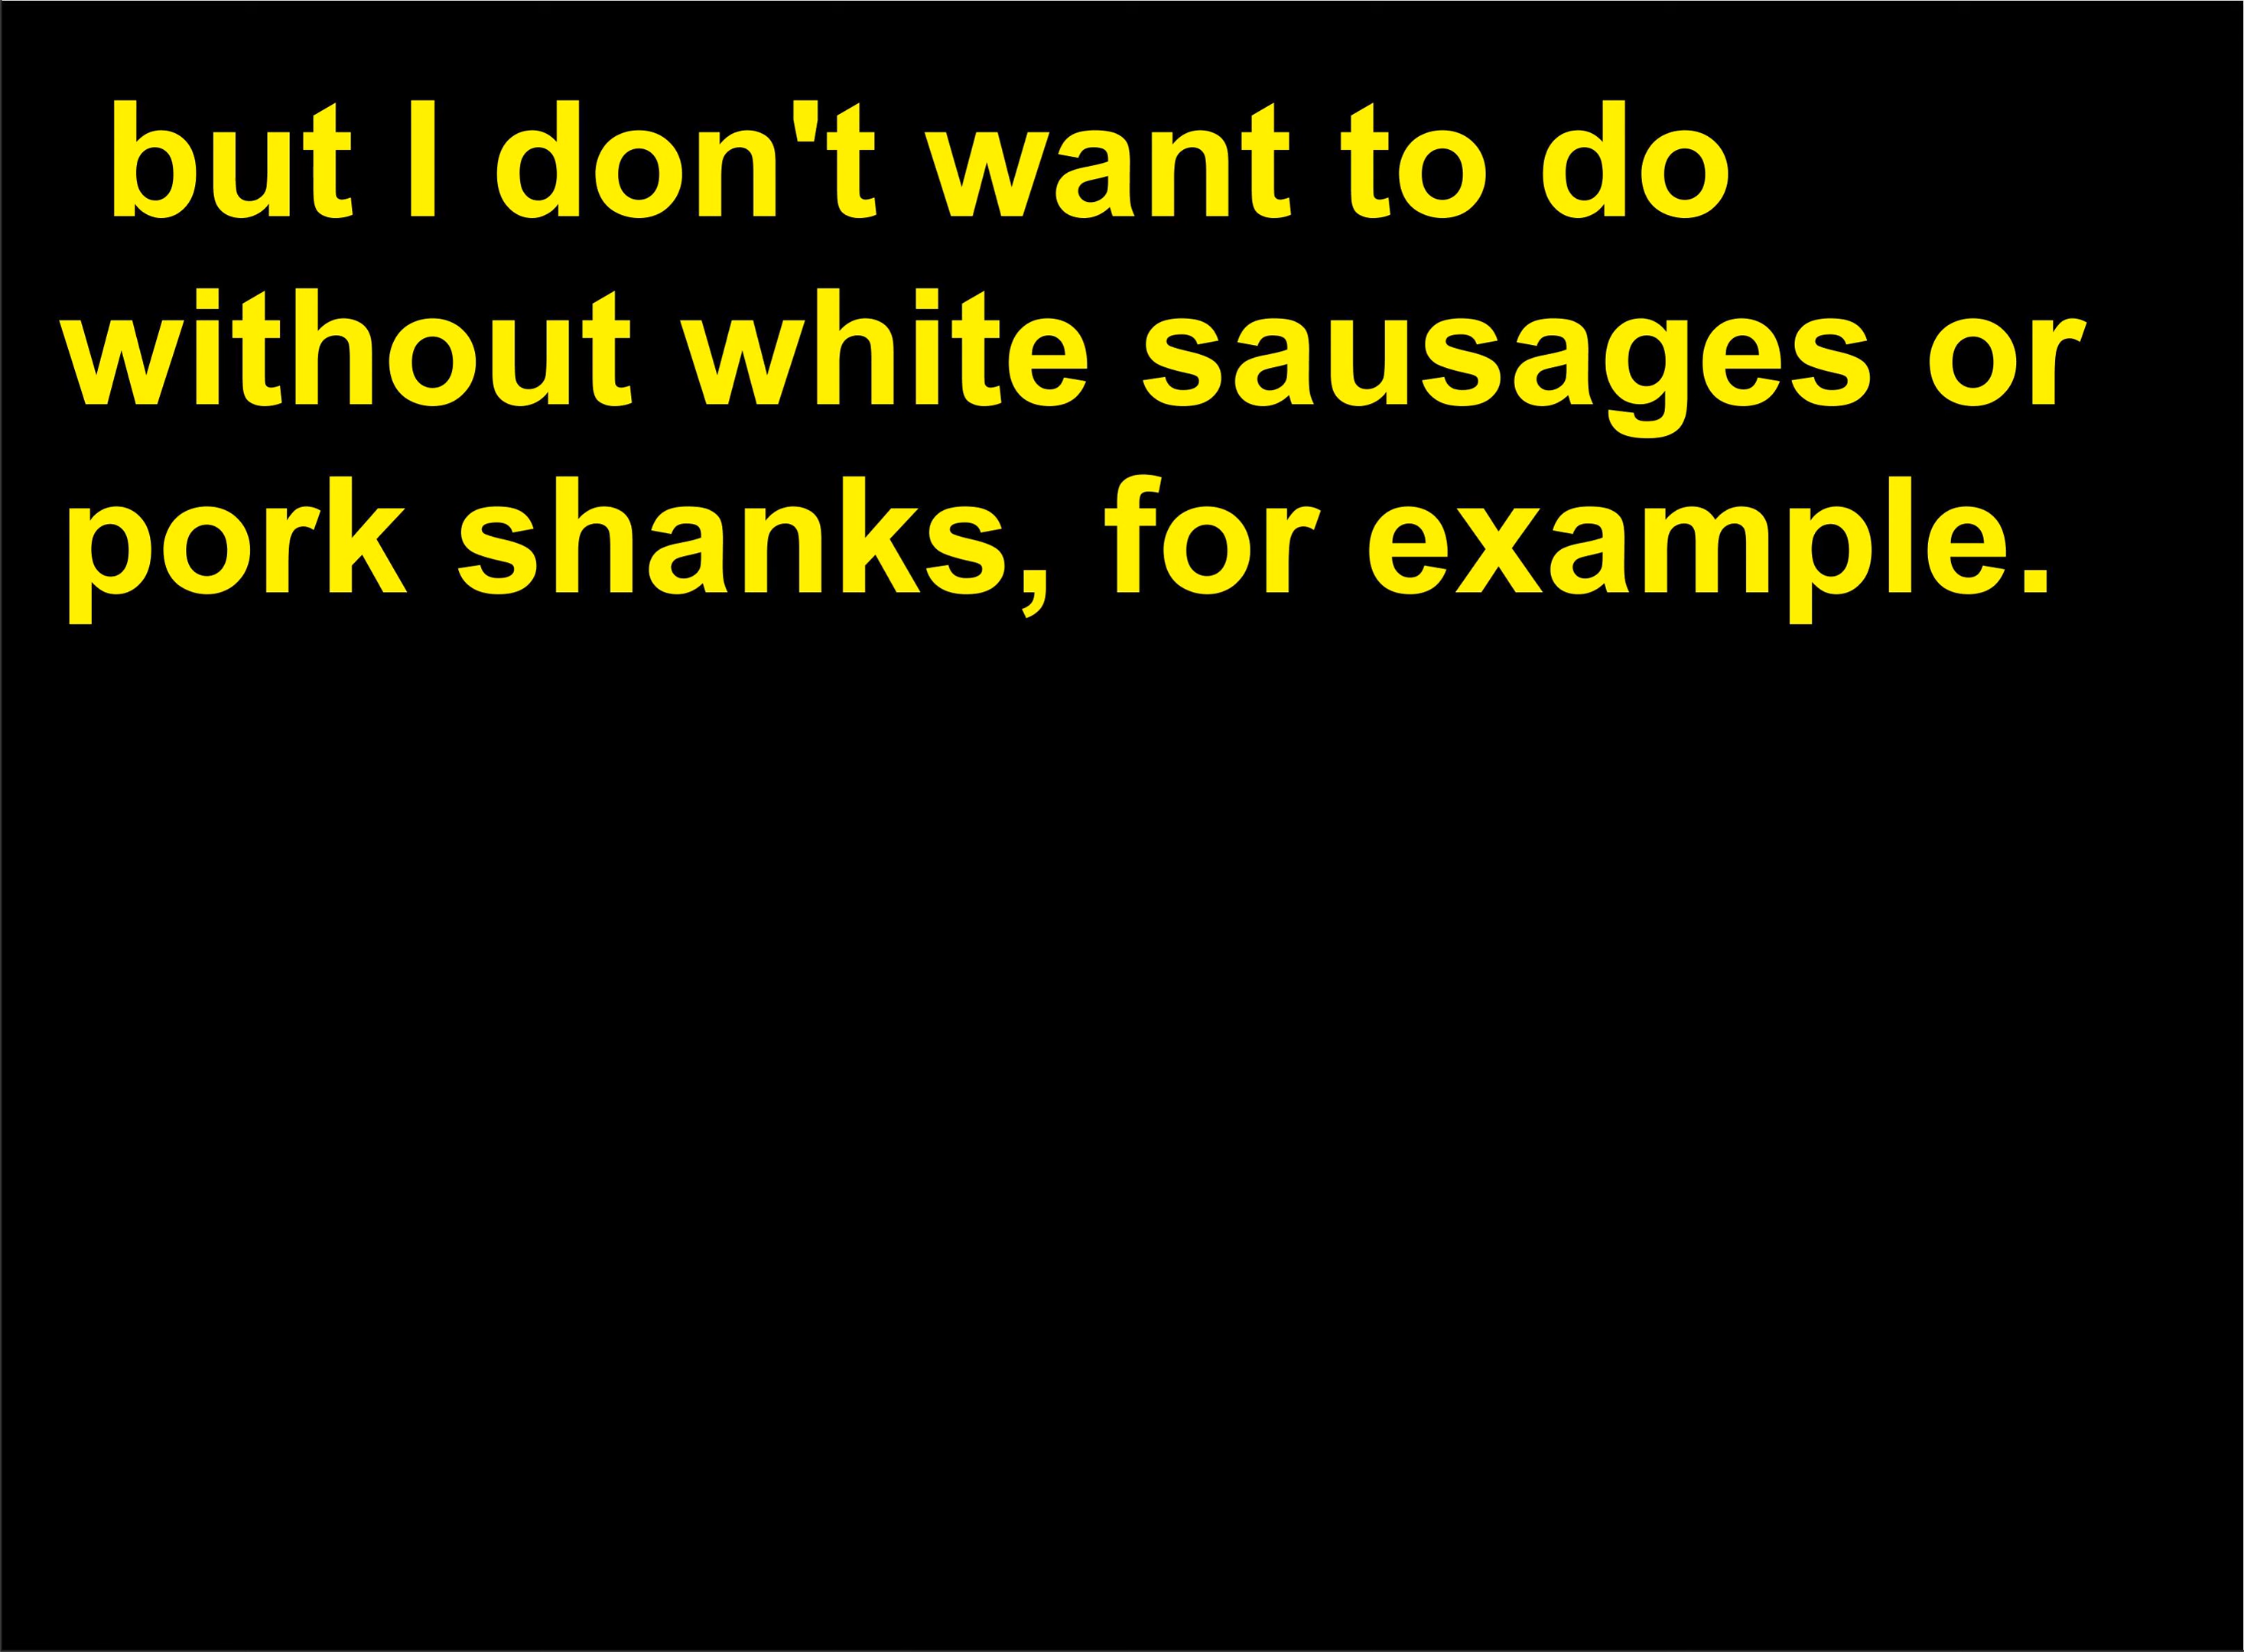 but I don't want to do
without white sausages or
pork shanks, for example.